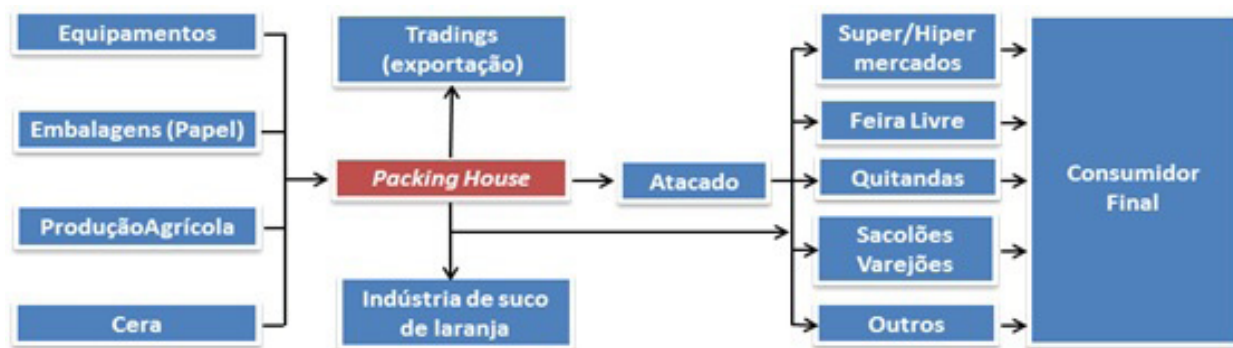 Equipamentos
Embalagens (Papel)
ProduçãoAgrícola
Cera
Tradings
(exportação)
Packing House
Indústria de suco
de laranja
Atacado
Super/Hiper
mercados
Feira Livre
Quitandas
Sacolões
Varejões
Outros
Consumidor
Final